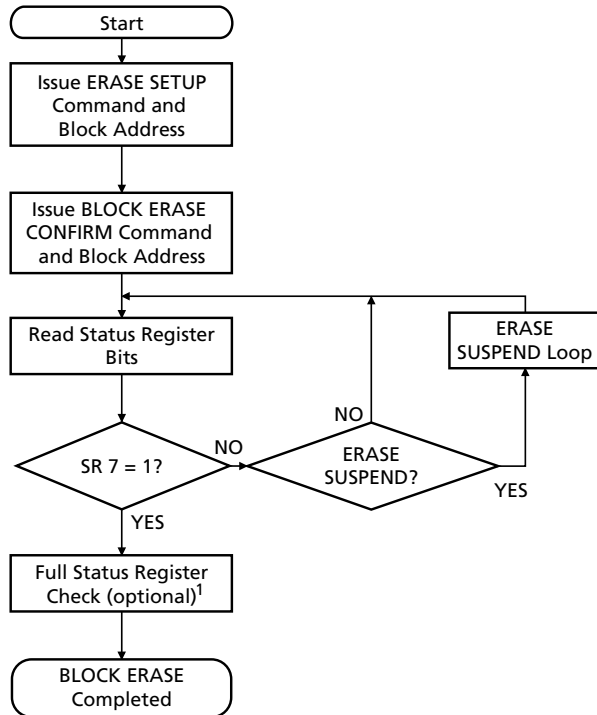 Start
Issue ERASE SETUP
Command and
Block Address
Issue BLOCK ERASE
CONFIRM Command
and Block Address
Read Status Register
Bits
ERASE
SUSPEND Loop
NO
SR 7 = 1?
NO
ERASE
SUSPEND?
YES
YES
Full Status Register
Check (optional)1
BLOCK ERASE
Completed